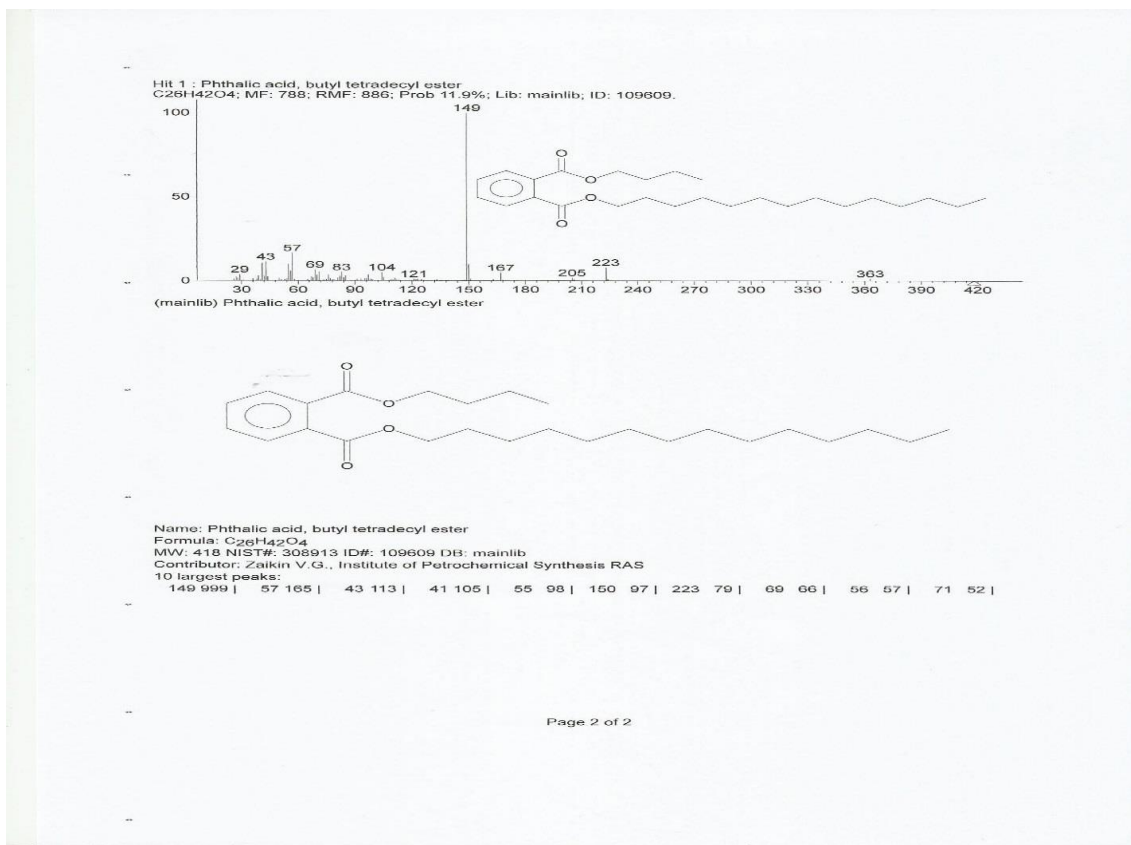 Hit 1 : Phthalic acid, butyl tetradecyl ester
C26H42O4; MF: 788; RMF: 886; Prob 11.9%; Lib: mainlib; ID: 109609.
100
149
O
O
50
O
O
57
43
29
69
83
104
121
167
205
223
363
0
30 60 90 120 150 180 210 240 270 300 330 360 390 420
(mainlib) Phthalic acid, butyl tetradecyl ester
O
O
O
O
Name: Phthalic acid, butyl tetradecyl ester
Formula: C26H42O4
MW: 418 NIST#: 308913 ID#: 109609 DB: mainlib
Contributor: Zaikin V.G., Institute of Petrochemical Synthesis RAS
10 largest peaks:
149 999 | 57 165 | 43 113 | 41 105 | 55 98 | 150 97 | 223 79 | 69 66 | 56 57 | 71 52 |
Page 2 of 2